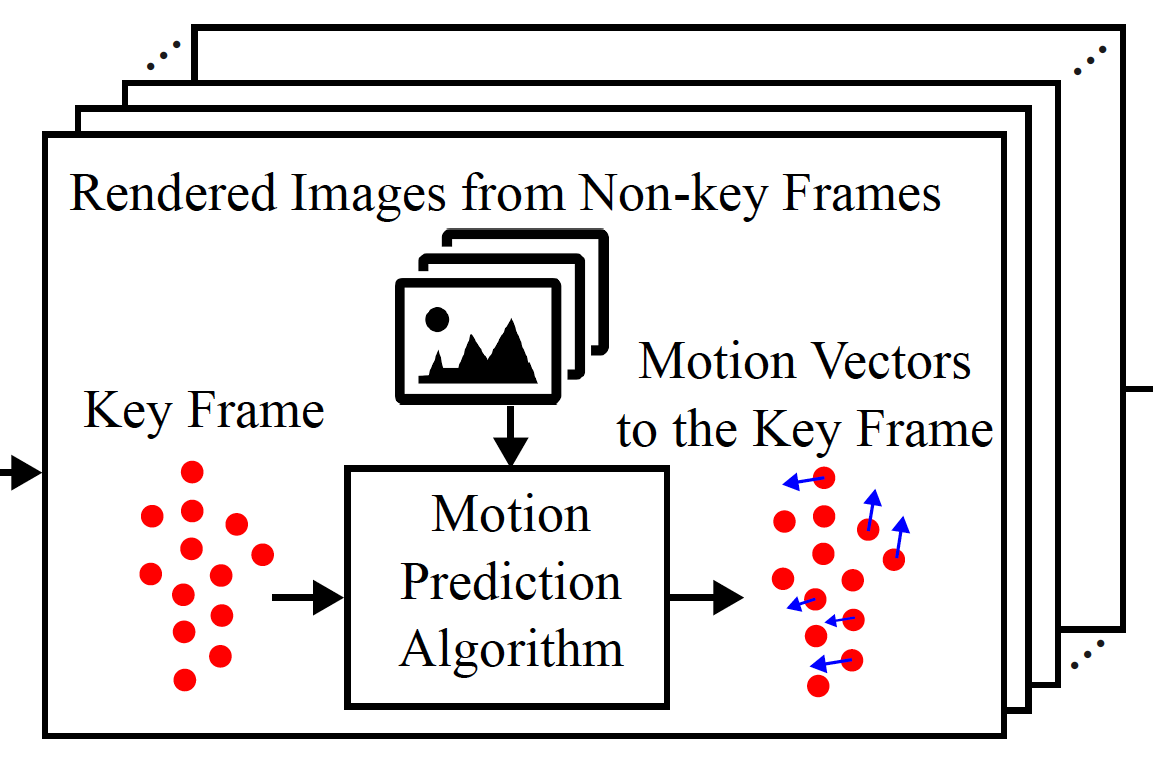 Rendered Images from Non-key Frames
Key Frame
Motion Vectors
to the Key Frame
Motion
Prediction
Algorithm